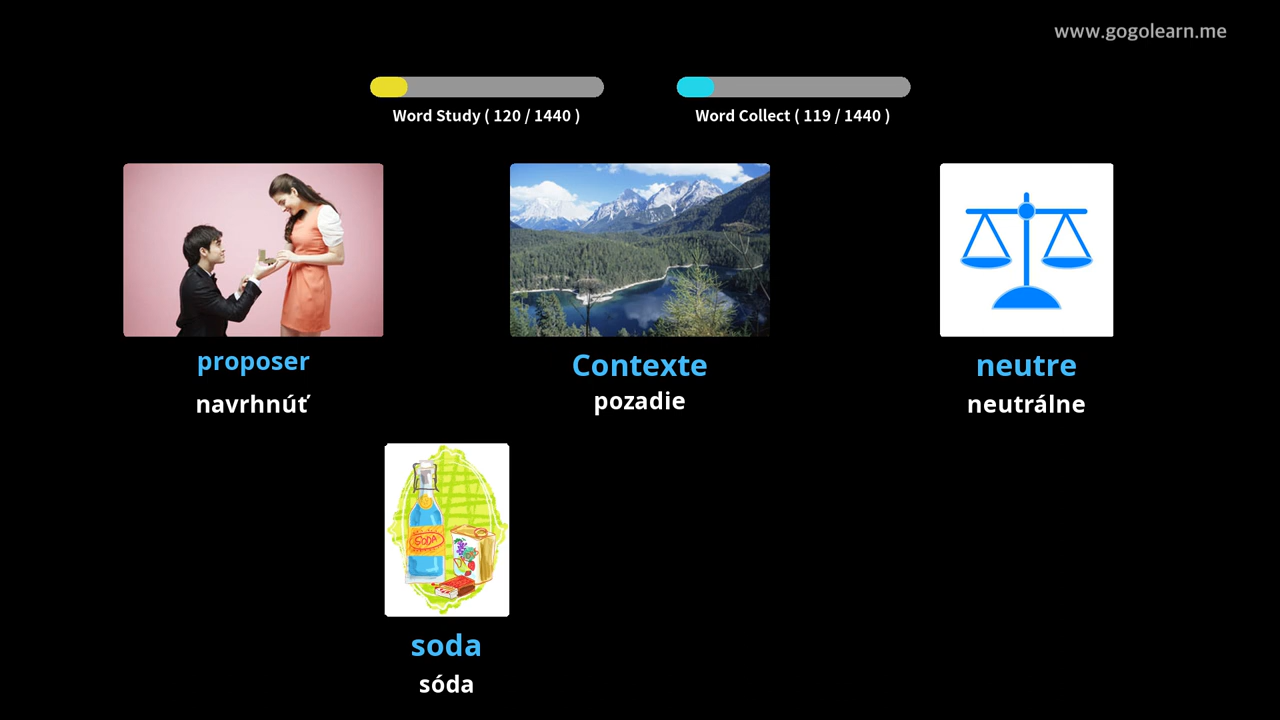 www.gogolearn.me
Word Study ( 120 / 1440 )
Word Collect ( 119 / 1440 )
proposer
navrhnúť
Contexte
pozadie
neutre
neutrálne
SODA
soda
sóda